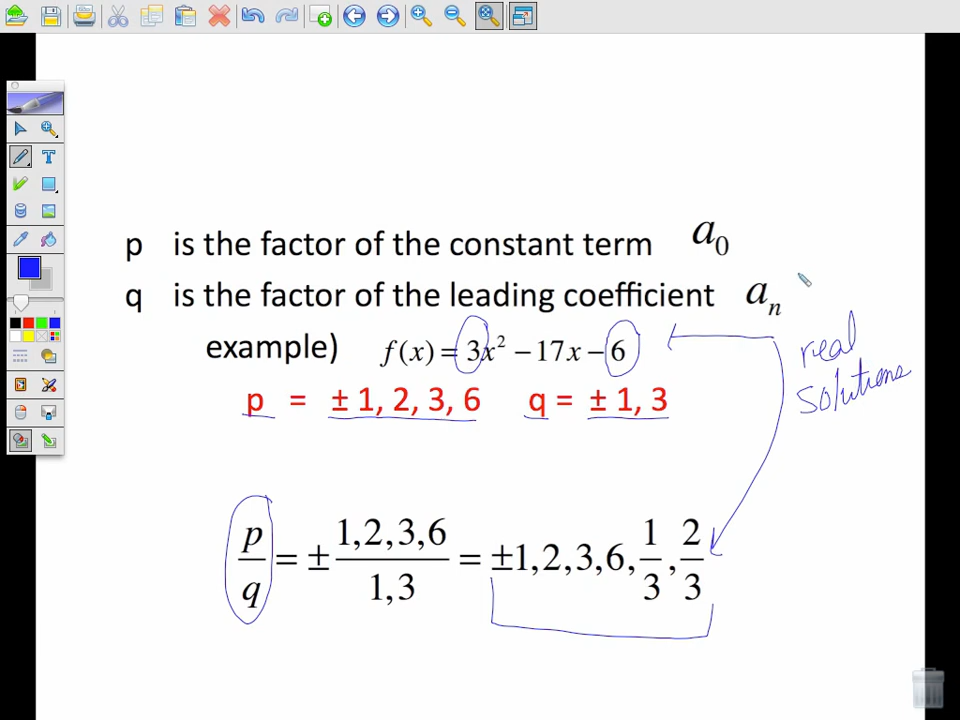 p is the factor of the constant term a₀
q is the factor of the leading coefficient aₙ
example) f(x) = 3x² − 17x − 6
p = ± 1, 2, 3, 6 q = ± 1, 3
real
solutions
p/q = ± 1,2,3,6/1,3 = ±1,2,3,6, 1/3, 2/3